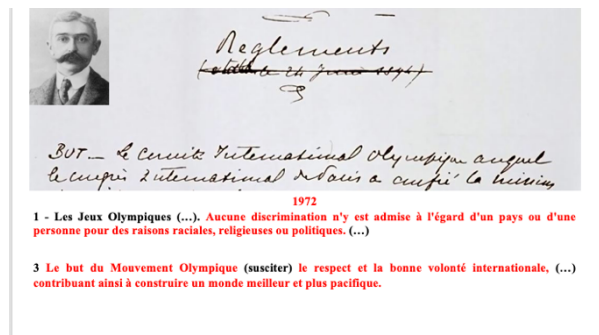 Reglements
BUT _ Le comité International Olympique auquel
le congrès International de Paris a confié la mission
1972
1 - Les Jeux Olympiques (…). Aucune discrimination n'y est admise à l'égard d'un pays ou d'une
personne pour des raisons raciales, religieuses ou politiques. (…)
3 Le but du Mouvement Olympique (susciter) le respect et la bonne volonté internationale, (…)
contribuant ainsi à construire un monde meilleur et plus pacifique.